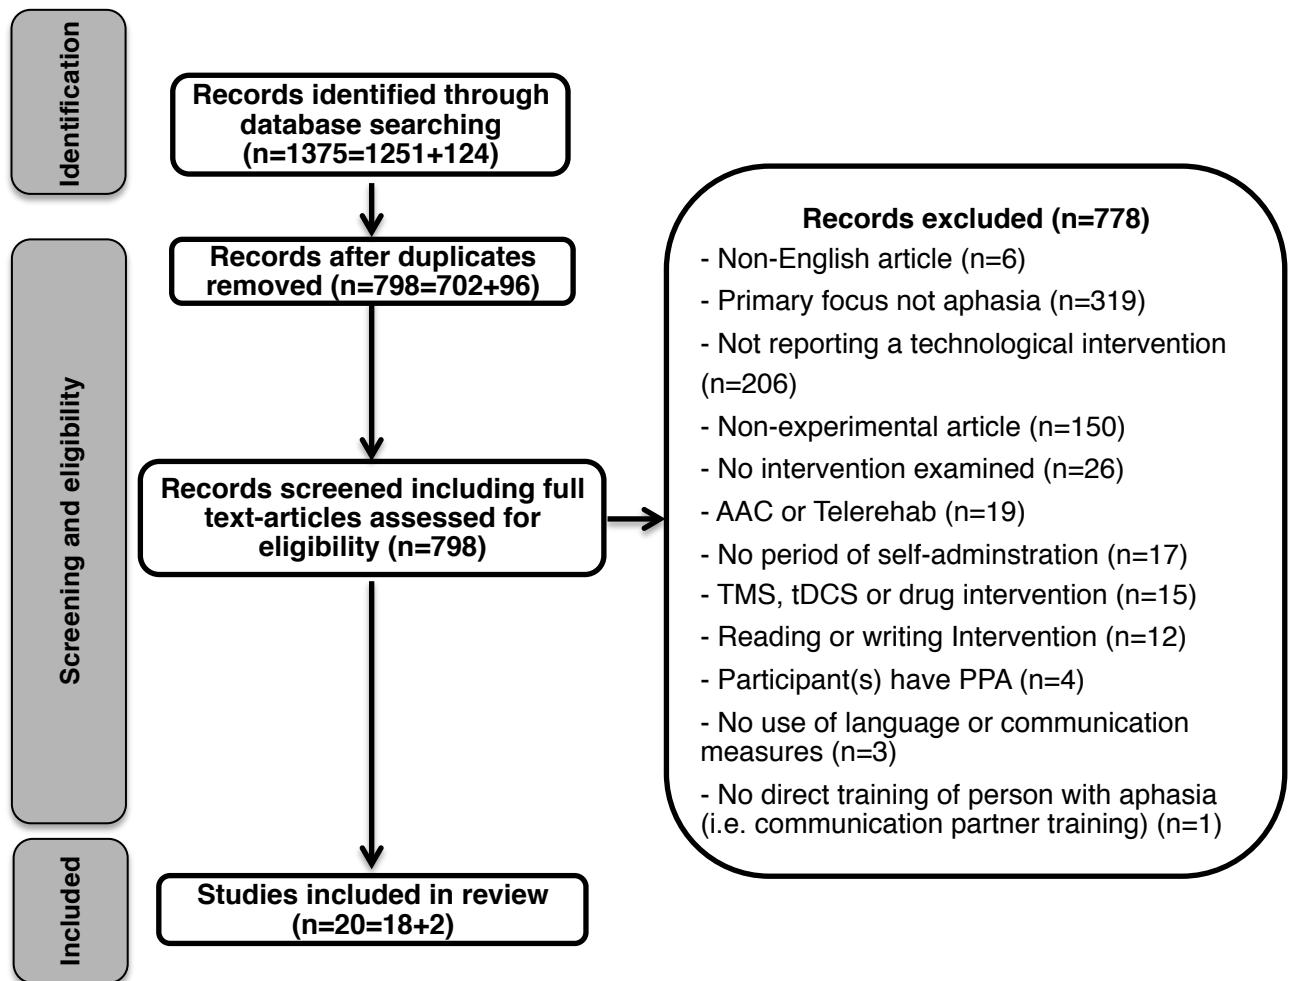 Identification
Records identified through
database searching
(n=1375=1251+124)
Records after duplicates
removed (n=798=702+96)
Screening and eligibility
Records screened including full
text-articles assessed for
eligibility (n=798)
Records excluded (n=778)
- Non-English article (n=6)
- Primary focus not aphasia (n=319)
- Not reporting a technological intervention
(n=206)
- Non-experimental article (n=150)
- No intervention examined (n=26)
- AAC or Telerehab (n=19)
- No period of self-adminstration (n=17)
- TMS, tDCS or drug intervention (n=15)
- Reading or writing Intervention (n=12)
- Participant(s) have PPA (n=4)
- No use of language or communication
measures (n=3)
- No direct training of person with aphasia
(i.e. communication partner training) (n=1)
Included
Studies included in review
(n=20=18+2)